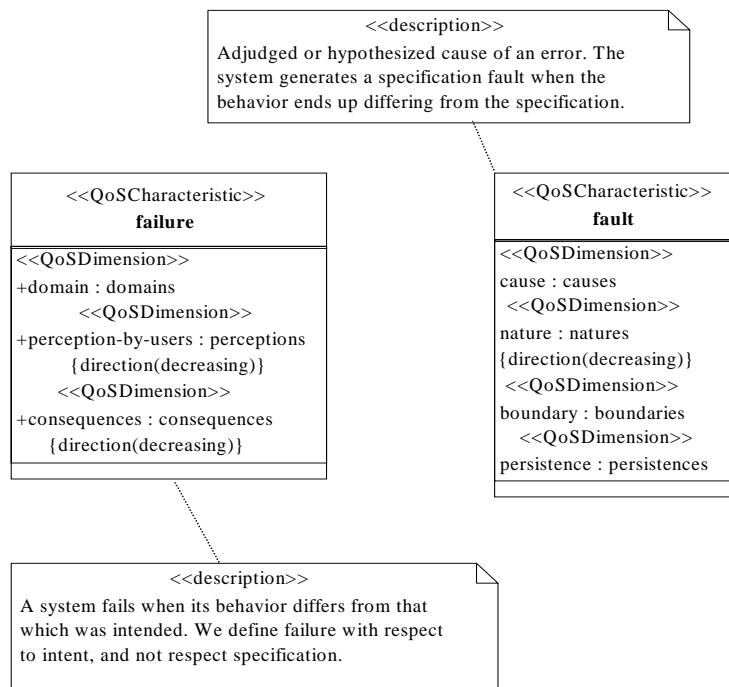 <<description>>
Adjudged or hypothesized cause of an error. The
system generates a specification fault when the
behavior ends up differing from the specification.
<<QoSCharacteristic>>
failure
<<QoSDimension>>
+domain : domains
<<QoSDimension>>
+perception-by-users : perceptions
{direction(decreasing)}
<<QoSDimension>>
+consequences : consequences
{direction(decreasing)}
<<QoSCharacteristic>>
fault
<<QoSDimension>>
cause : causes
<<QoSDimension>>
nature : natures
{direction(decreasing)}
<<QoSDimension>>
boundary : boundaries
<<QoSDimension>>
persistence : persistences
<<description>>
A system fails when its behavior differs from that
which was intended. We define failure with respect
to intent, and not respect specification.